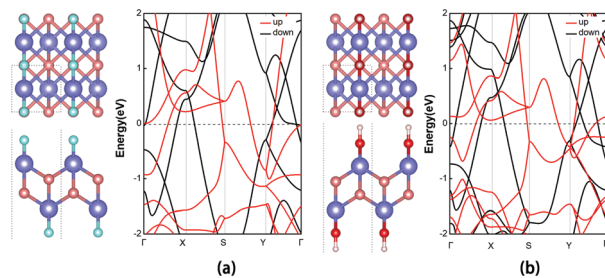 2
1
0
-1
-2
Energy(eV)
up
down
Γ X S Y Γ
(a)
2
1
0
-1
-2
Energy(eV)
up
down
Γ X S Y
(b)